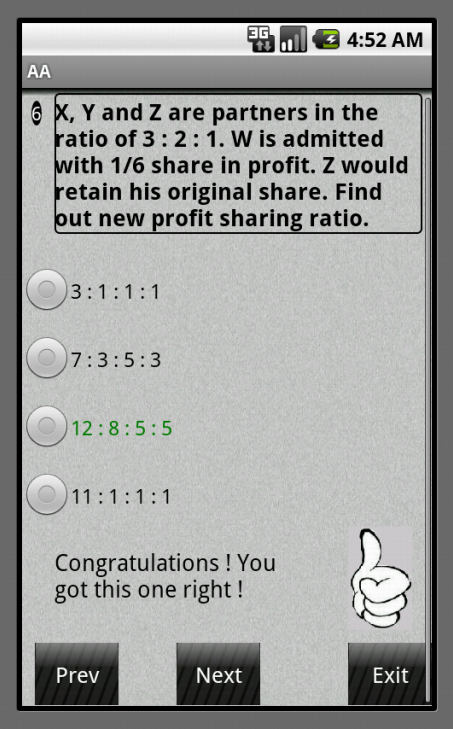 3G 4:52 AM
AA
6 X, Y and Z are partners in the
ratio of 3 : 2 : 1. W is admitted
with 1/6 share in profit. Z would
retain his original share. Find
out new profit sharing ratio.
3 : 1 : 1 : 1
7 : 3 : 5 : 3
12 : 8 : 5 : 5
11 : 1 : 1 : 1
Congratulations ! You
got this one right !
Prev Next Exit